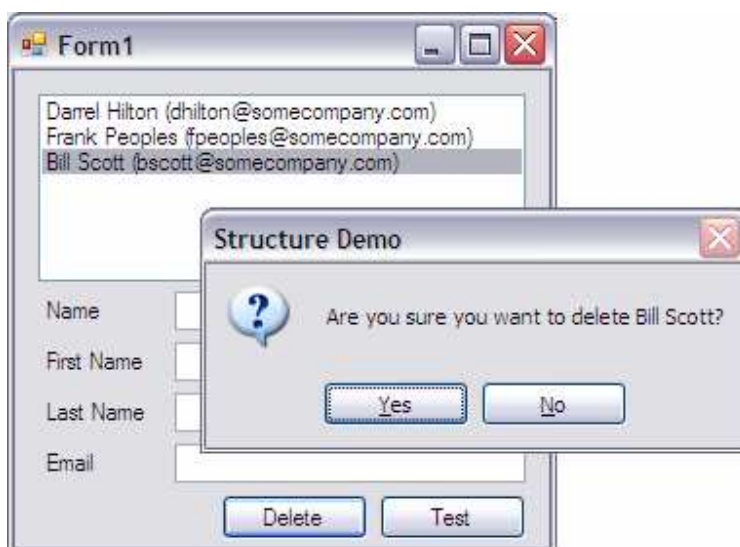 Form1
Darrel Hilton (dhilton@somecompany.com)
Frank Peoples (fpeoples@somecompany.com)
Bill Scott (bscott@somecompany.com)
Structure Demo
?
Are you sure you want to delete Bill Scott?
Yes
No
Name
First Name
Last Name
Email
Delete
Test